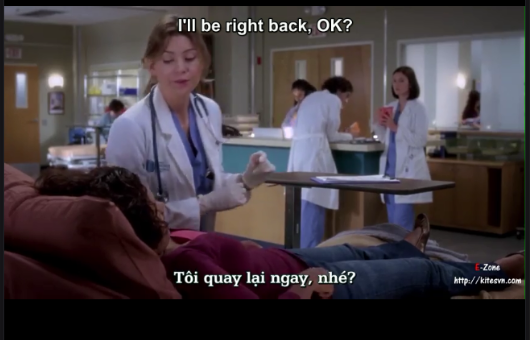 I'll be right back, OK?
Tôi quay lại ngay, nhé?
E-Zone
http://kitesvn.com